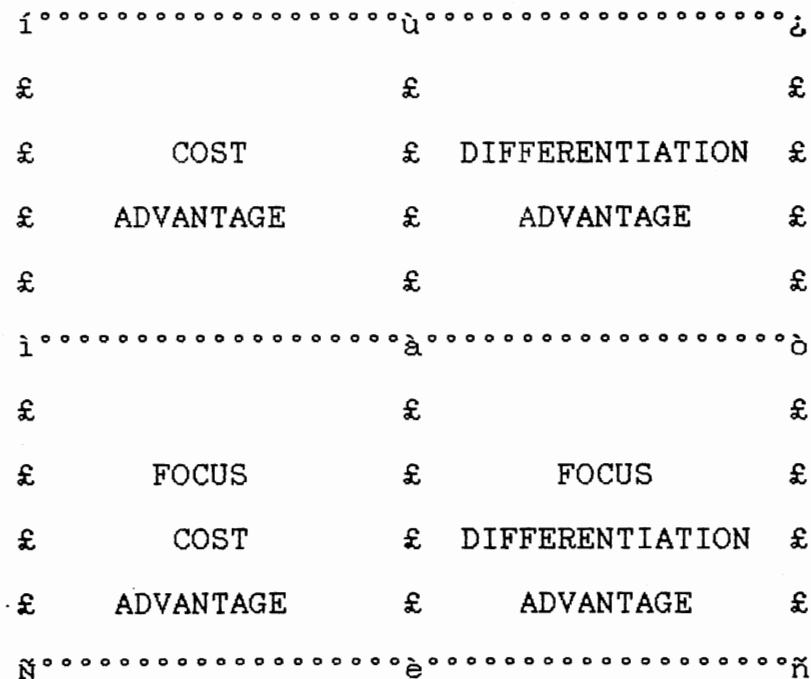 í°°°°°°°°°°°°°°°°°°°ù°°°°°°°°°°°°°°°°°°°¿
£ £ £
£ COST £ DIFFERENTIATION £
£ ADVANTAGE £ ADVANTAGE £
£ £ £
ì°°°°°°°°°°°°°°°°°°°à°°°°°°°°°°°°°°°°°°°ò
£ £ £
£ FOCUS £ FOCUS £
£ COST £ DIFFERENTIATION £
£ ADVANTAGE £ ADVANTAGE £
Ñ°°°°°°°°°°°°°°°°°°°è°°°°°°°°°°°°°°°°°°°ñ